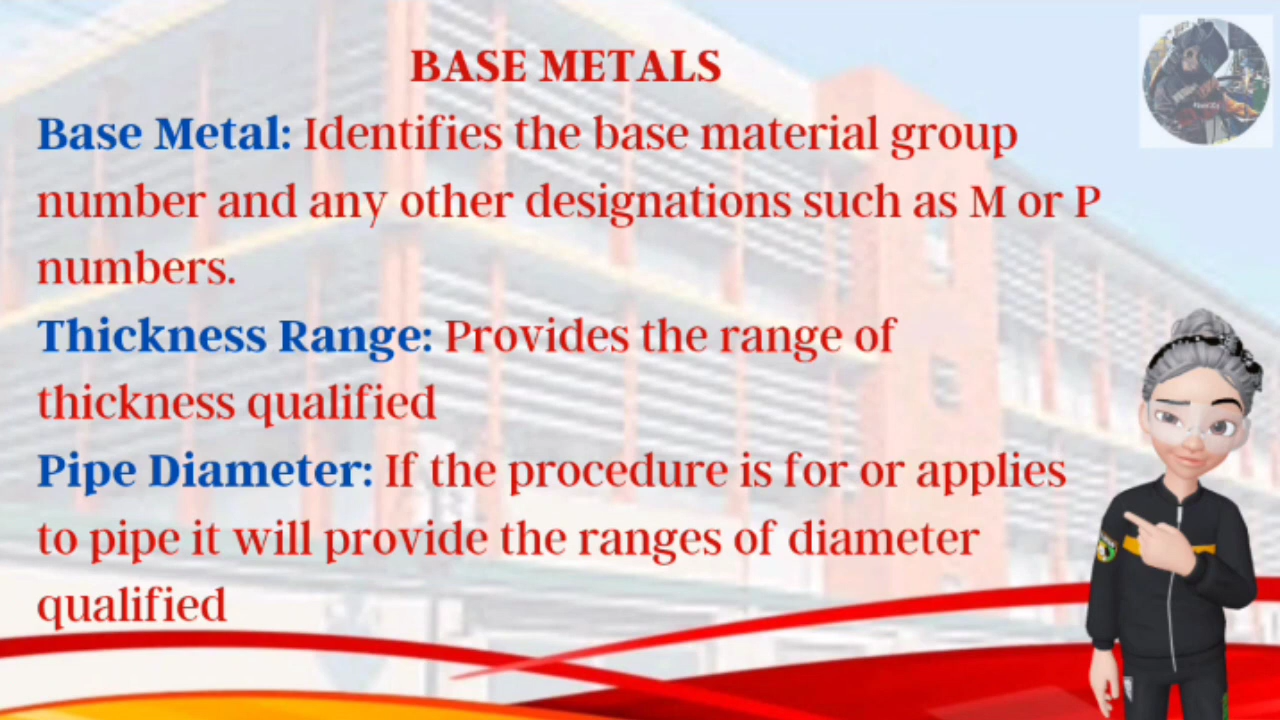 BASE METALS
Base Metal: Identifies the base material group
number and any other designations such as M or P
numbers.
Thickness Range: Provides the range of
thickness qualified
Pipe Diameter: If the procedure is for or applies
to pipe it will provide the ranges of diameter
qualified